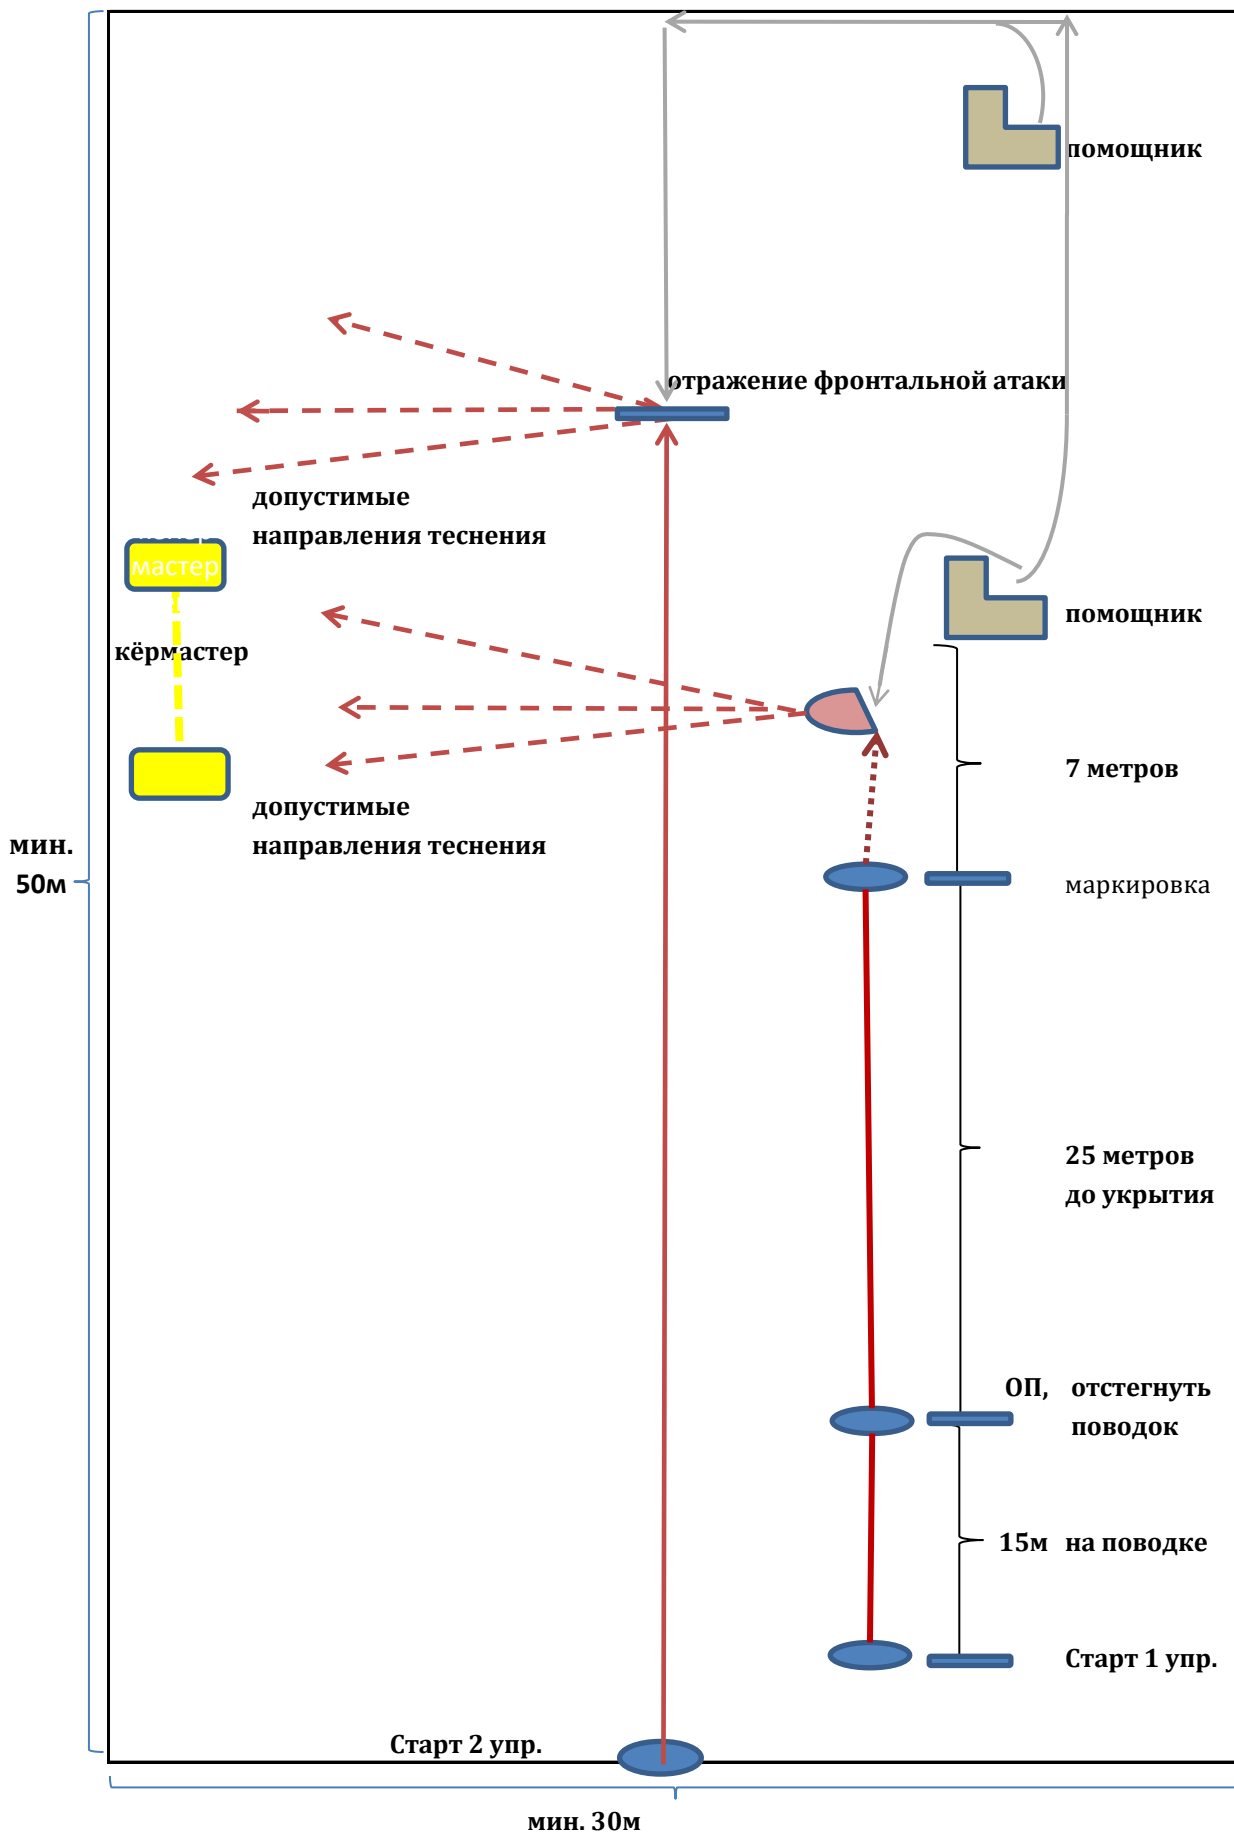 помощник
отражение фронтальной атаки
допустимые
направления теснения
мастер
помощник
кёрмастер
7 метров
допустимые
направления теснения
мин.
50м
маркировка
25 метров
до укрытия
ОП, отстегнуть
поводок
15м на поводке
Старт 1 упр.
Старт 2 упр.
мин. 30м